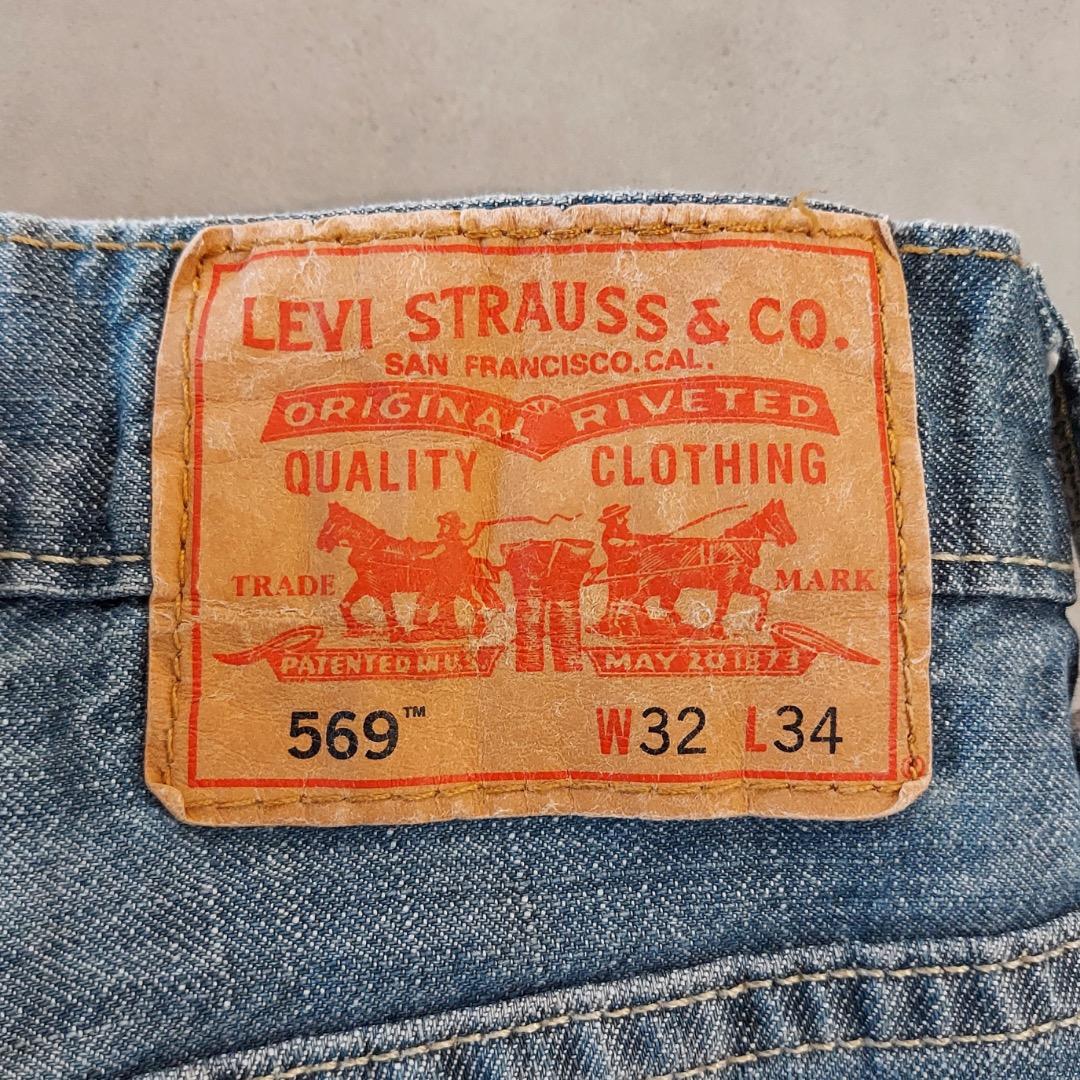 LEVI STRAUSS & CO.
SAN FRANCISCO. CAL.
ORIGINAL RIVETED
QUALITY CLOTHING
TRADE MARK
PATENTED IN U.S. MAY 20 1873
569™ W32 L34
®